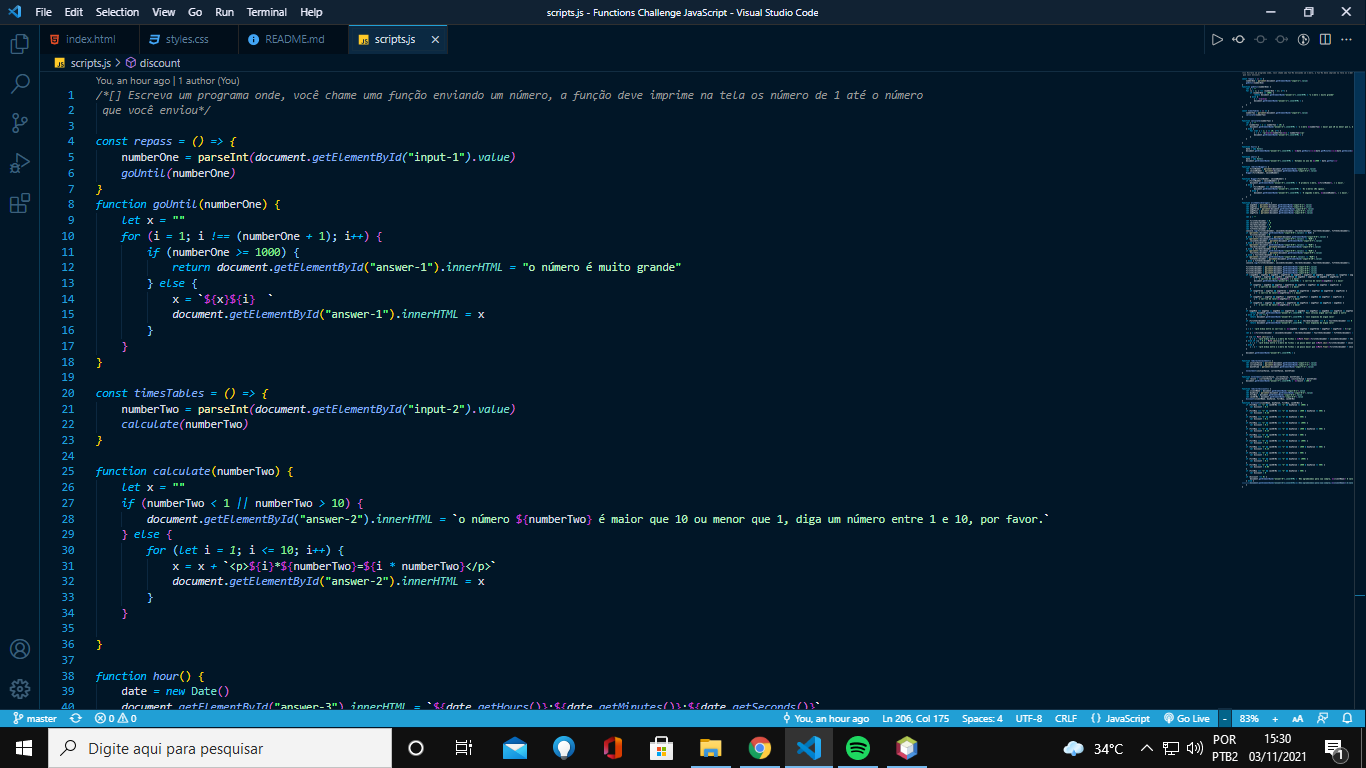 File Edit Selection View Go Run Terminal Help
scripts.js - Functions Challenge JavaScript - Visual Studio Code
index.html
styles.css
README.md
scripts.js
scripts.js > discount
You, an hour ago | 1 author (You)
1 /*[] Escreva um programa onde, você chame uma função enviando um número, a função deve imprime na tela os número de 1 até o número
2 que você enviou*/
3
4 const repass = () => {
5 numberOne = parseInt(document.getElementById("input-1").value)
6 goUntil(numberOne)
7 }
8 function goUntil(numberOne) {
9 let x = ""
10 for (i = 1; i !== (numberOne + 1); i++) {
11 if (numberOne >= 1000) {
12 return document.getElementById("answer-1").innerHTML = "o número é muito grande"
13 } else {
14 x = `${x}${i}  `
15 document.getElementById("answer-1").innerHTML = x
16 }
17 }
18 }
19
20 const timesTables = () => {
21 numberTwo = parseInt(document.getElementById("input-2").value)
22 calculate(numberTwo)
23 }
24
25 function calculate(numberTwo) {
26 let x = ""
27 if (numberTwo < 1 || numberTwo > 10) {
28 document.getElementById("answer-2").innerHTML = `o número ${numberTwo} é maior que 10 ou menor que 1, diga um número entre 1 e 10, por favor.`
29 } else {
30 for (let i = 1; i <= 10; i++) {
31 x = x + `<p>${i}*${numberTwo}=${i * numberTwo}</p>`
32 document.getElementById("answer-2").innerHTML = x
33 }
34 }
35
36 }
37
38 function hour() {
39 date = new Date()
40 document.getElementById("answer-3").innerHTML = `${date.getHours()}:${date.getMinutes()}:${date.getSeconds()}`
master 0 0 You, an hour ago Ln 206, Col 175 Spaces: 4 UTF-8 CRLF {} JavaScript Go Live - 83% + AA
Digite aqui para pesquisar
34°C
POR
PTB2
15:30
03/11/2021
1